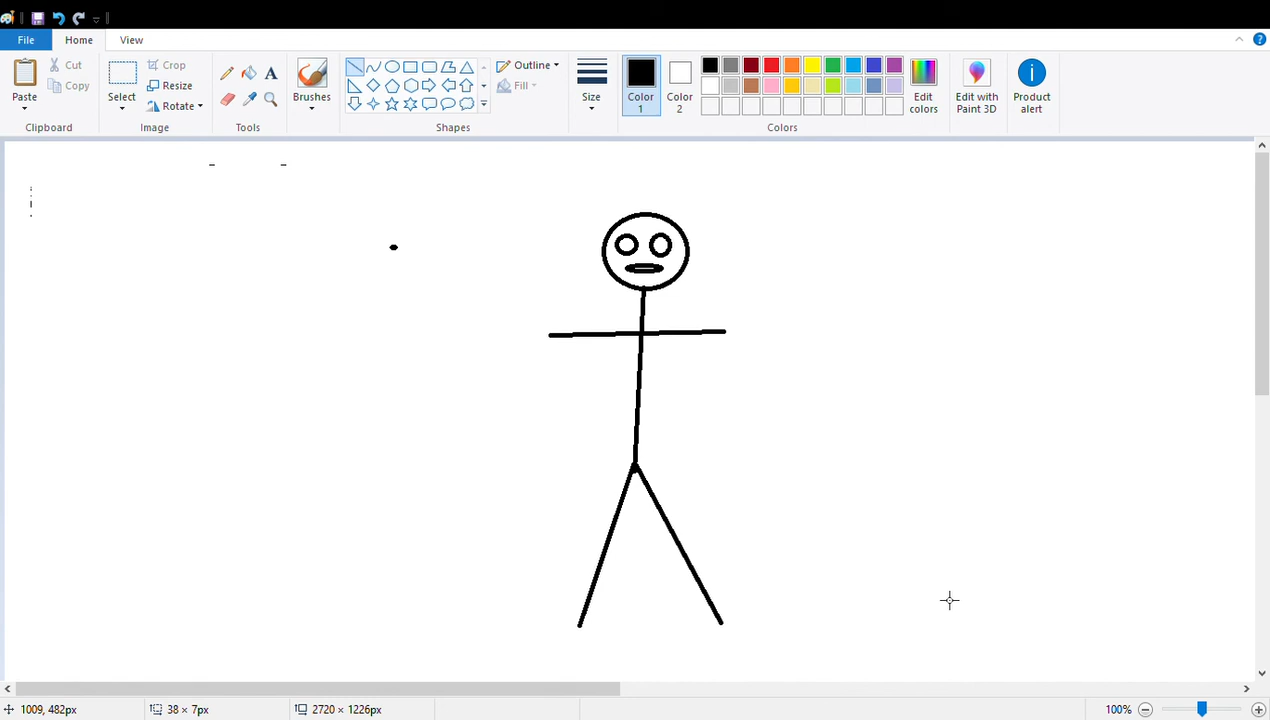 File Home View
Paste Cut Copy Select Crop Resize Rotate Brushes Outline Fill Size Color 1 Color 2 Edit colors Edit with Paint 3D Product alert
Clipboard Image Tools Shapes Colors
1009, 482px 38 × 7px 2720 × 1226px 100%